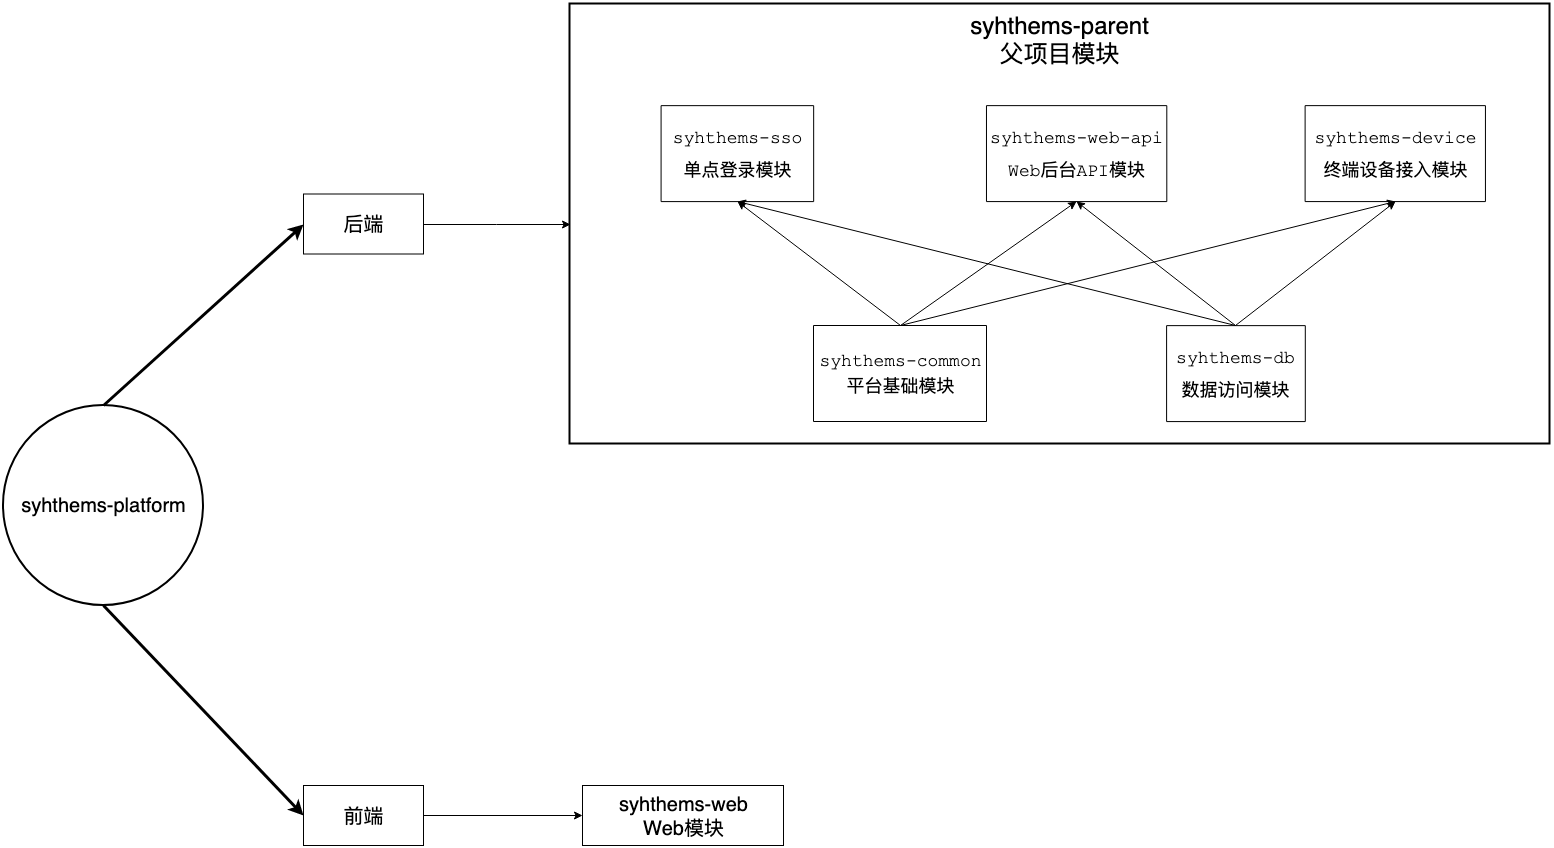 syhthems-parent
父项目模块
syhthems-sso
单点登录模块
syhthems-web-api
Web后台API模块
syhthems-device
终端设备接入模块
后端
syhthems-common
平台基础模块
syhthems-db
数据访问模块
syhthems-platform
前端
syhthems-web
Web模块